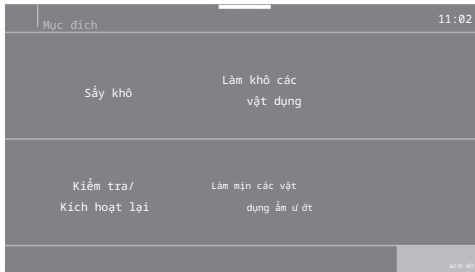 Mục đích
11:02
Sấy khô
Làm khô các
vật dụng
Kiểm tra/
Kích hoạt lại
Làm mịn các vật
dụng ẩm ướt